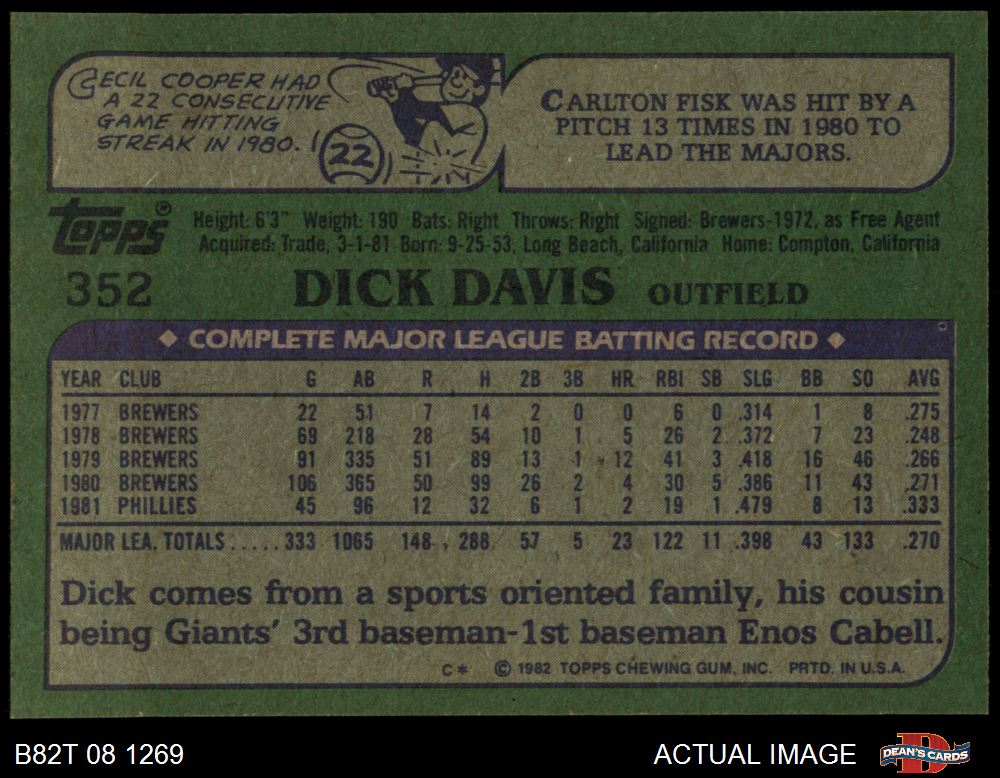 CECIL COOPER HAD
A 22 CONSECUTIVE
GAME HITTING
STREAK IN 1980.
22
CARLTON FISK WAS HIT BY A
PITCH 13 TIMES IN 1980 TO
LEAD THE MAJORS.
Topps®
Height: 6'3" Weight: 190 Bats: Right Throws: Right Signed: Brewers-1972, as Free Agent
Acquired: Trade, 3-1-81 Born: 9-25-53, Long Beach, California Home: Compton, California
352 DICK DAVIS OUTFIELD
◆ COMPLETE MAJOR LEAGUE BATTING RECORD ◆
YEAR CLUB G AB R H 2B 3B HR RBI SB SLG BB SO AVG
1977 BREWERS 22 51 7 14 2 0 0 6 0 .314 1 8 .275
1978 BREWERS 69 218 28 54 10 1 5 26 2 .372 7 23 .248
1979 BREWERS 91 335 51 89 13 1 12 41 3 .418 16 46 .266
1980 BREWERS 106 365 50 99 26 2 4 30 5 .386 11 43 .271
1981 PHILLIES 45 96 12 32 6 1 2 19 1 .479 8 13 .333
MAJOR LEA. TOTALS.....333 1065 148 288 57 5 23 122 11 .398 43 133 .270
Dick comes from a sports oriented family, his cousin
being Giants' 3rd baseman-1st baseman Enos Cabell.
C* © 1982 TOPPS CHEWING GUM, INC. PRTD. IN U.S.A.
B82T 08 1269 ACTUAL IMAGE DEAN'S CARDS